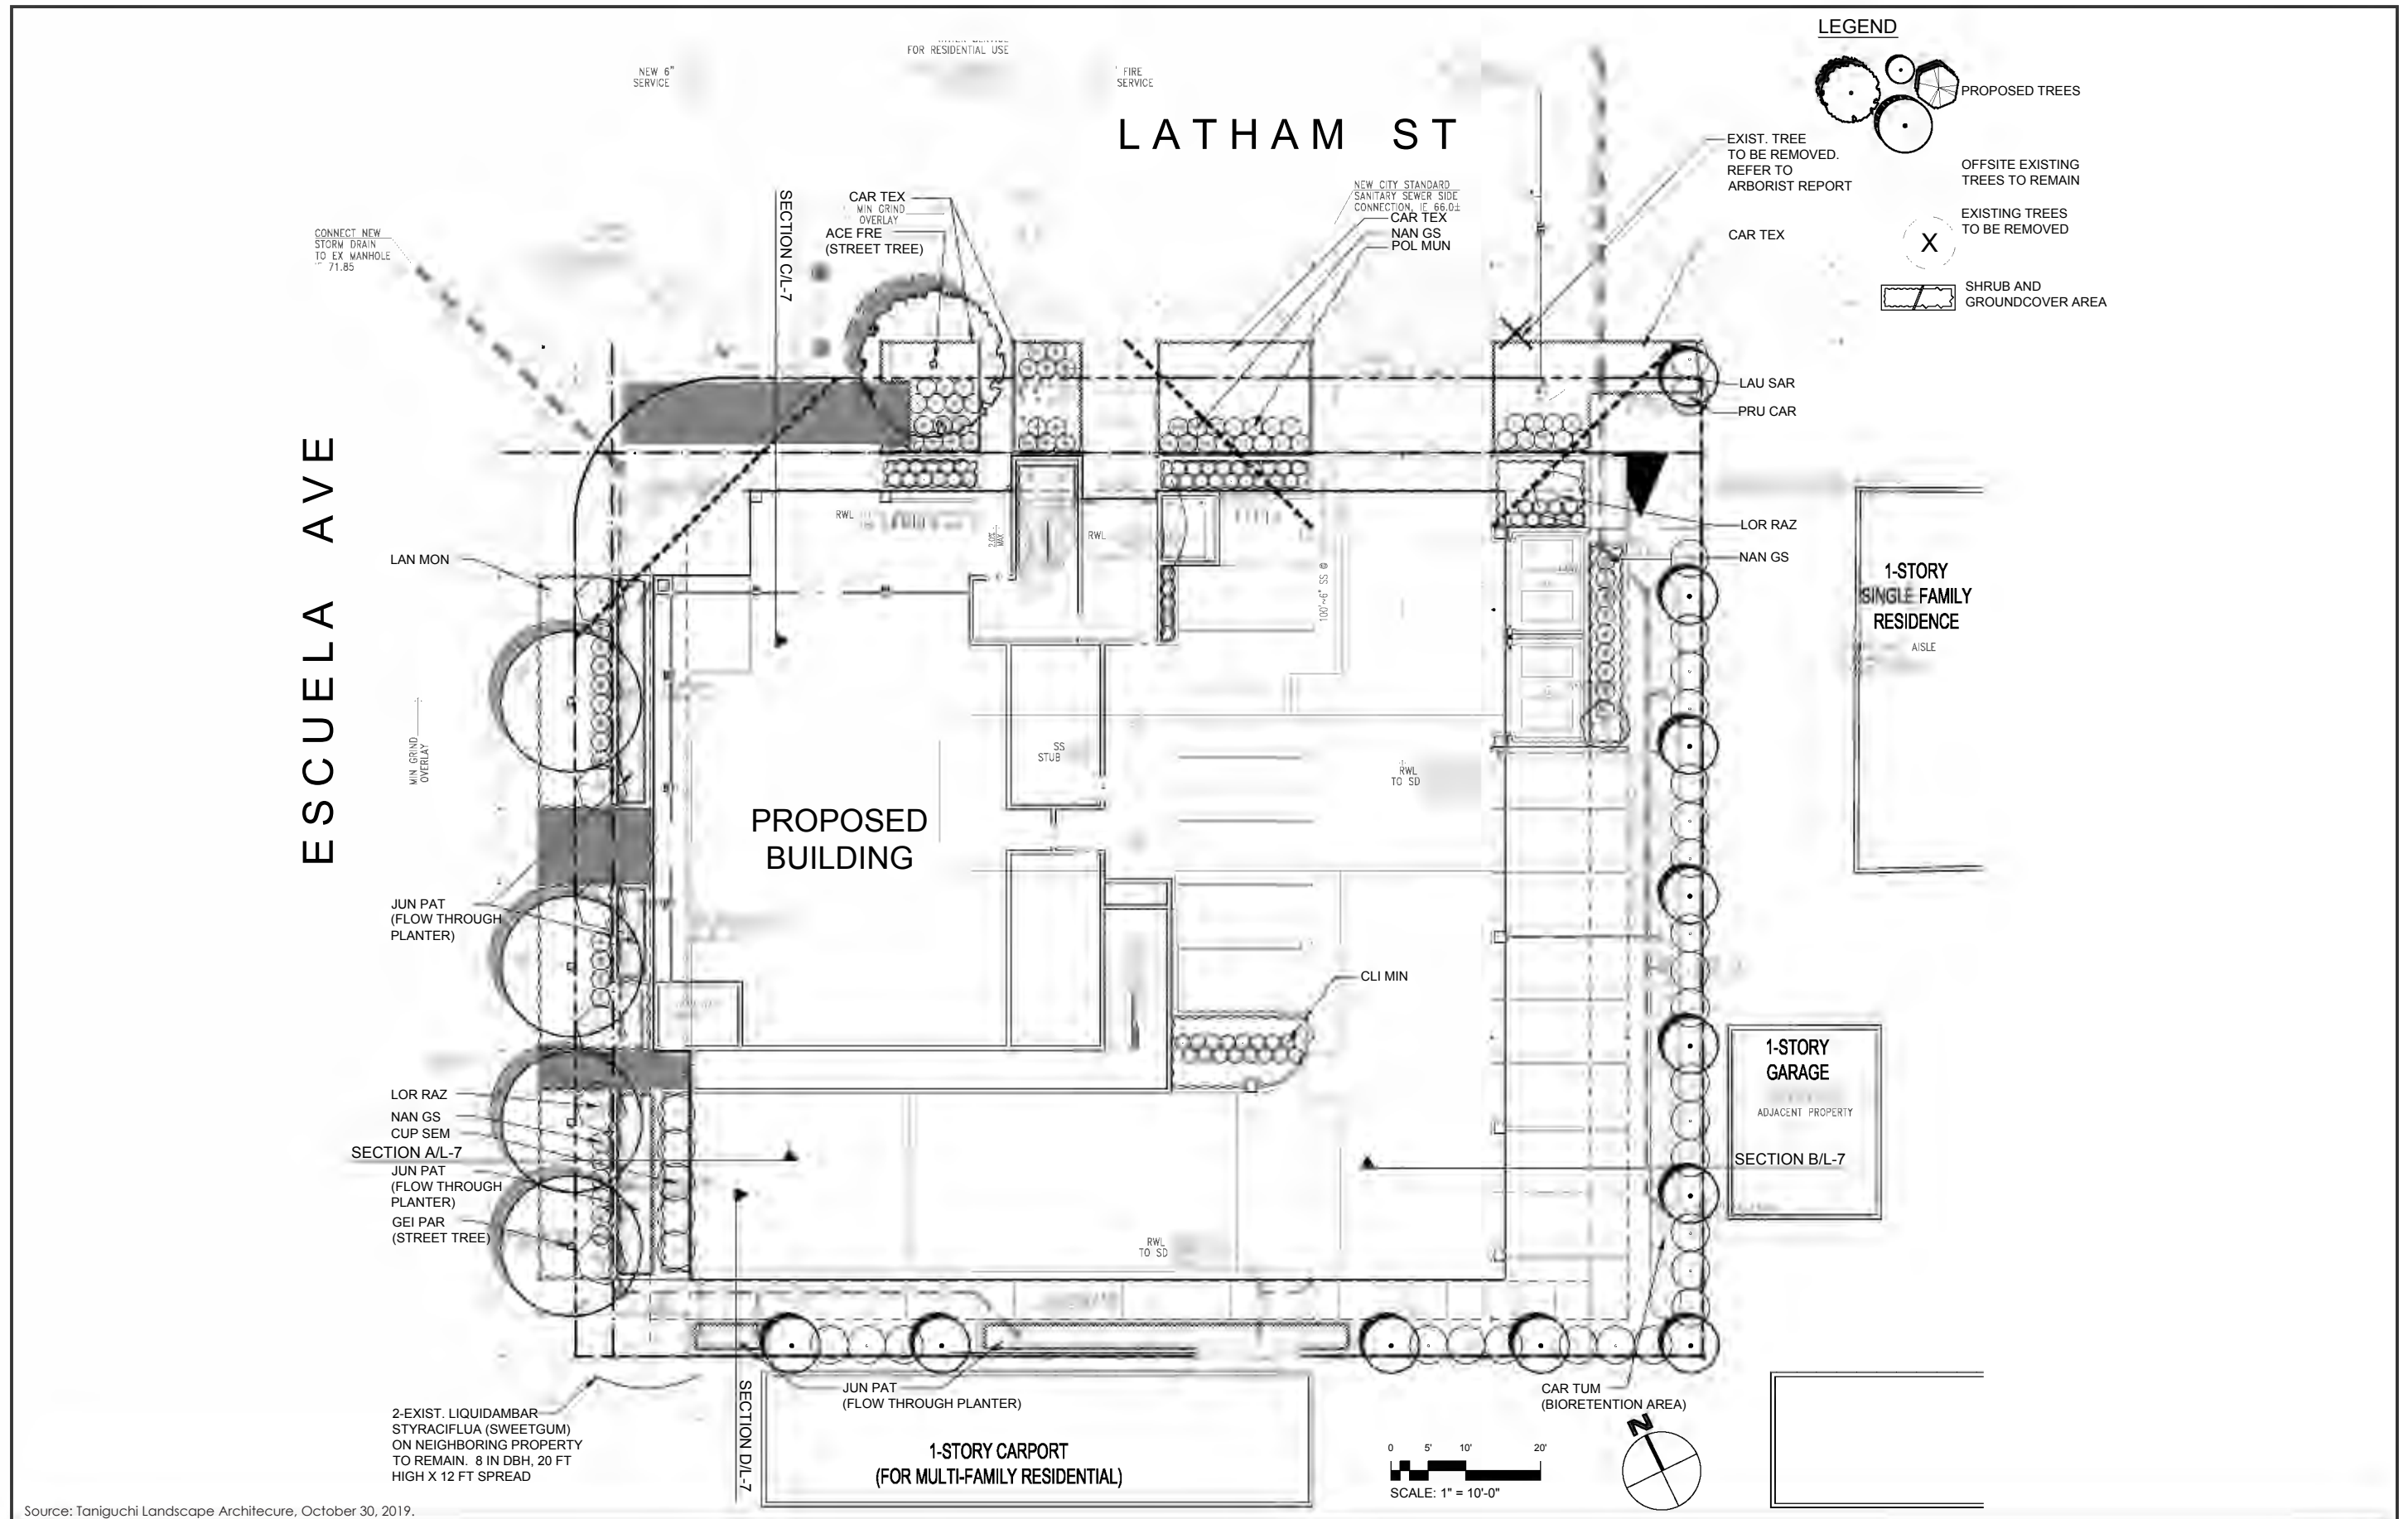 LEGEND
PROPOSED TREES
OFFSITE EXISTING
TREES TO REMAIN
EXISTING TREES
TO BE REMOVED
X
SHRUB AND
GROUNDCOVER AREA
FOR RESIDENTIAL USE
NEW 6"
SERVICE
FIRE
SERVICE
LATHAM ST
EXIST. TREE
TO BE REMOVED.
REFER TO
ARBORIST REPORT
CAR TEX
CONNECT NEW
STORM DRAIN
TO EX MANHOLE
71.85
SECTION C/L-7
CAR TEX
MIN GRIND
OVERLAY
ACE FRE
(STREET TREE)
NEW CITY STANDARD
SANITARY SEWER SIDE
CONNECTION, IE 66.0±
CAR TEX
NAN GS
POL MUN
LAU SAR
PRU CAR
LOR RAZ
NAN GS
1-STORY
SINGLE FAMILY
RESIDENCE
AISLE
ESCUELA AVE
LAN MON
MIN GRIND
OVERLAY
RWL
2.0%
MAX
RWL
100'~6" SS @
SS
STUB
RWL
TO SD
PROPOSED
BUILDING
JUN PAT
(FLOW THROUGH
PLANTER)
CLI MIN
LOR RAZ
NAN GS
CUP SEM
SECTION A/L-7
JUN PAT
(FLOW THROUGH
PLANTER)
GEI PAR
(STREET TREE)
1-STORY
GARAGE
ADJACENT PROPERTY
SECTION B/L-7
RWL
TO SD
2-EXIST. LIQUIDAMBAR
STYRACIFLUA (SWEETGUM)
ON NEIGHBORING PROPERTY
TO REMAIN. 8 IN DBH, 20 FT
HIGH X 12 FT SPREAD
SECTION D/L-7
JUN PAT
(FLOW THROUGH PLANTER)
1-STORY CARPORT
(FOR MULTI-FAMILY RESIDENTIAL)
CAR TUM
(BIORETENTION AREA)
N
0 5' 10' 20'
SCALE: 1" = 10'-0"
Source: Taniguchi Landscape Architecure, October 30, 2019.